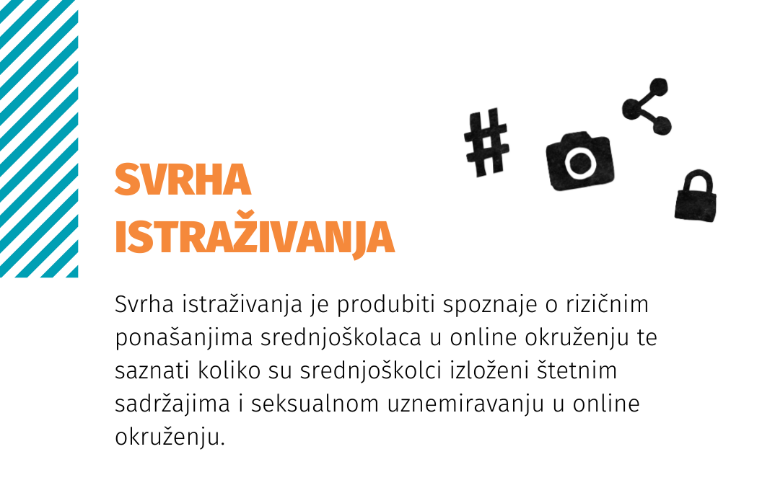 SVRHA
ISTRAŽIVANJA
Svrha istraživanja je produbiti spoznaje o rizičnim
ponašanjima srednjoškolaca u online okruženju te
saznati koliko su srednjoškolci izloženi štetnim
sadržajima i seksualnom uznemiravanju u online
okruženju.